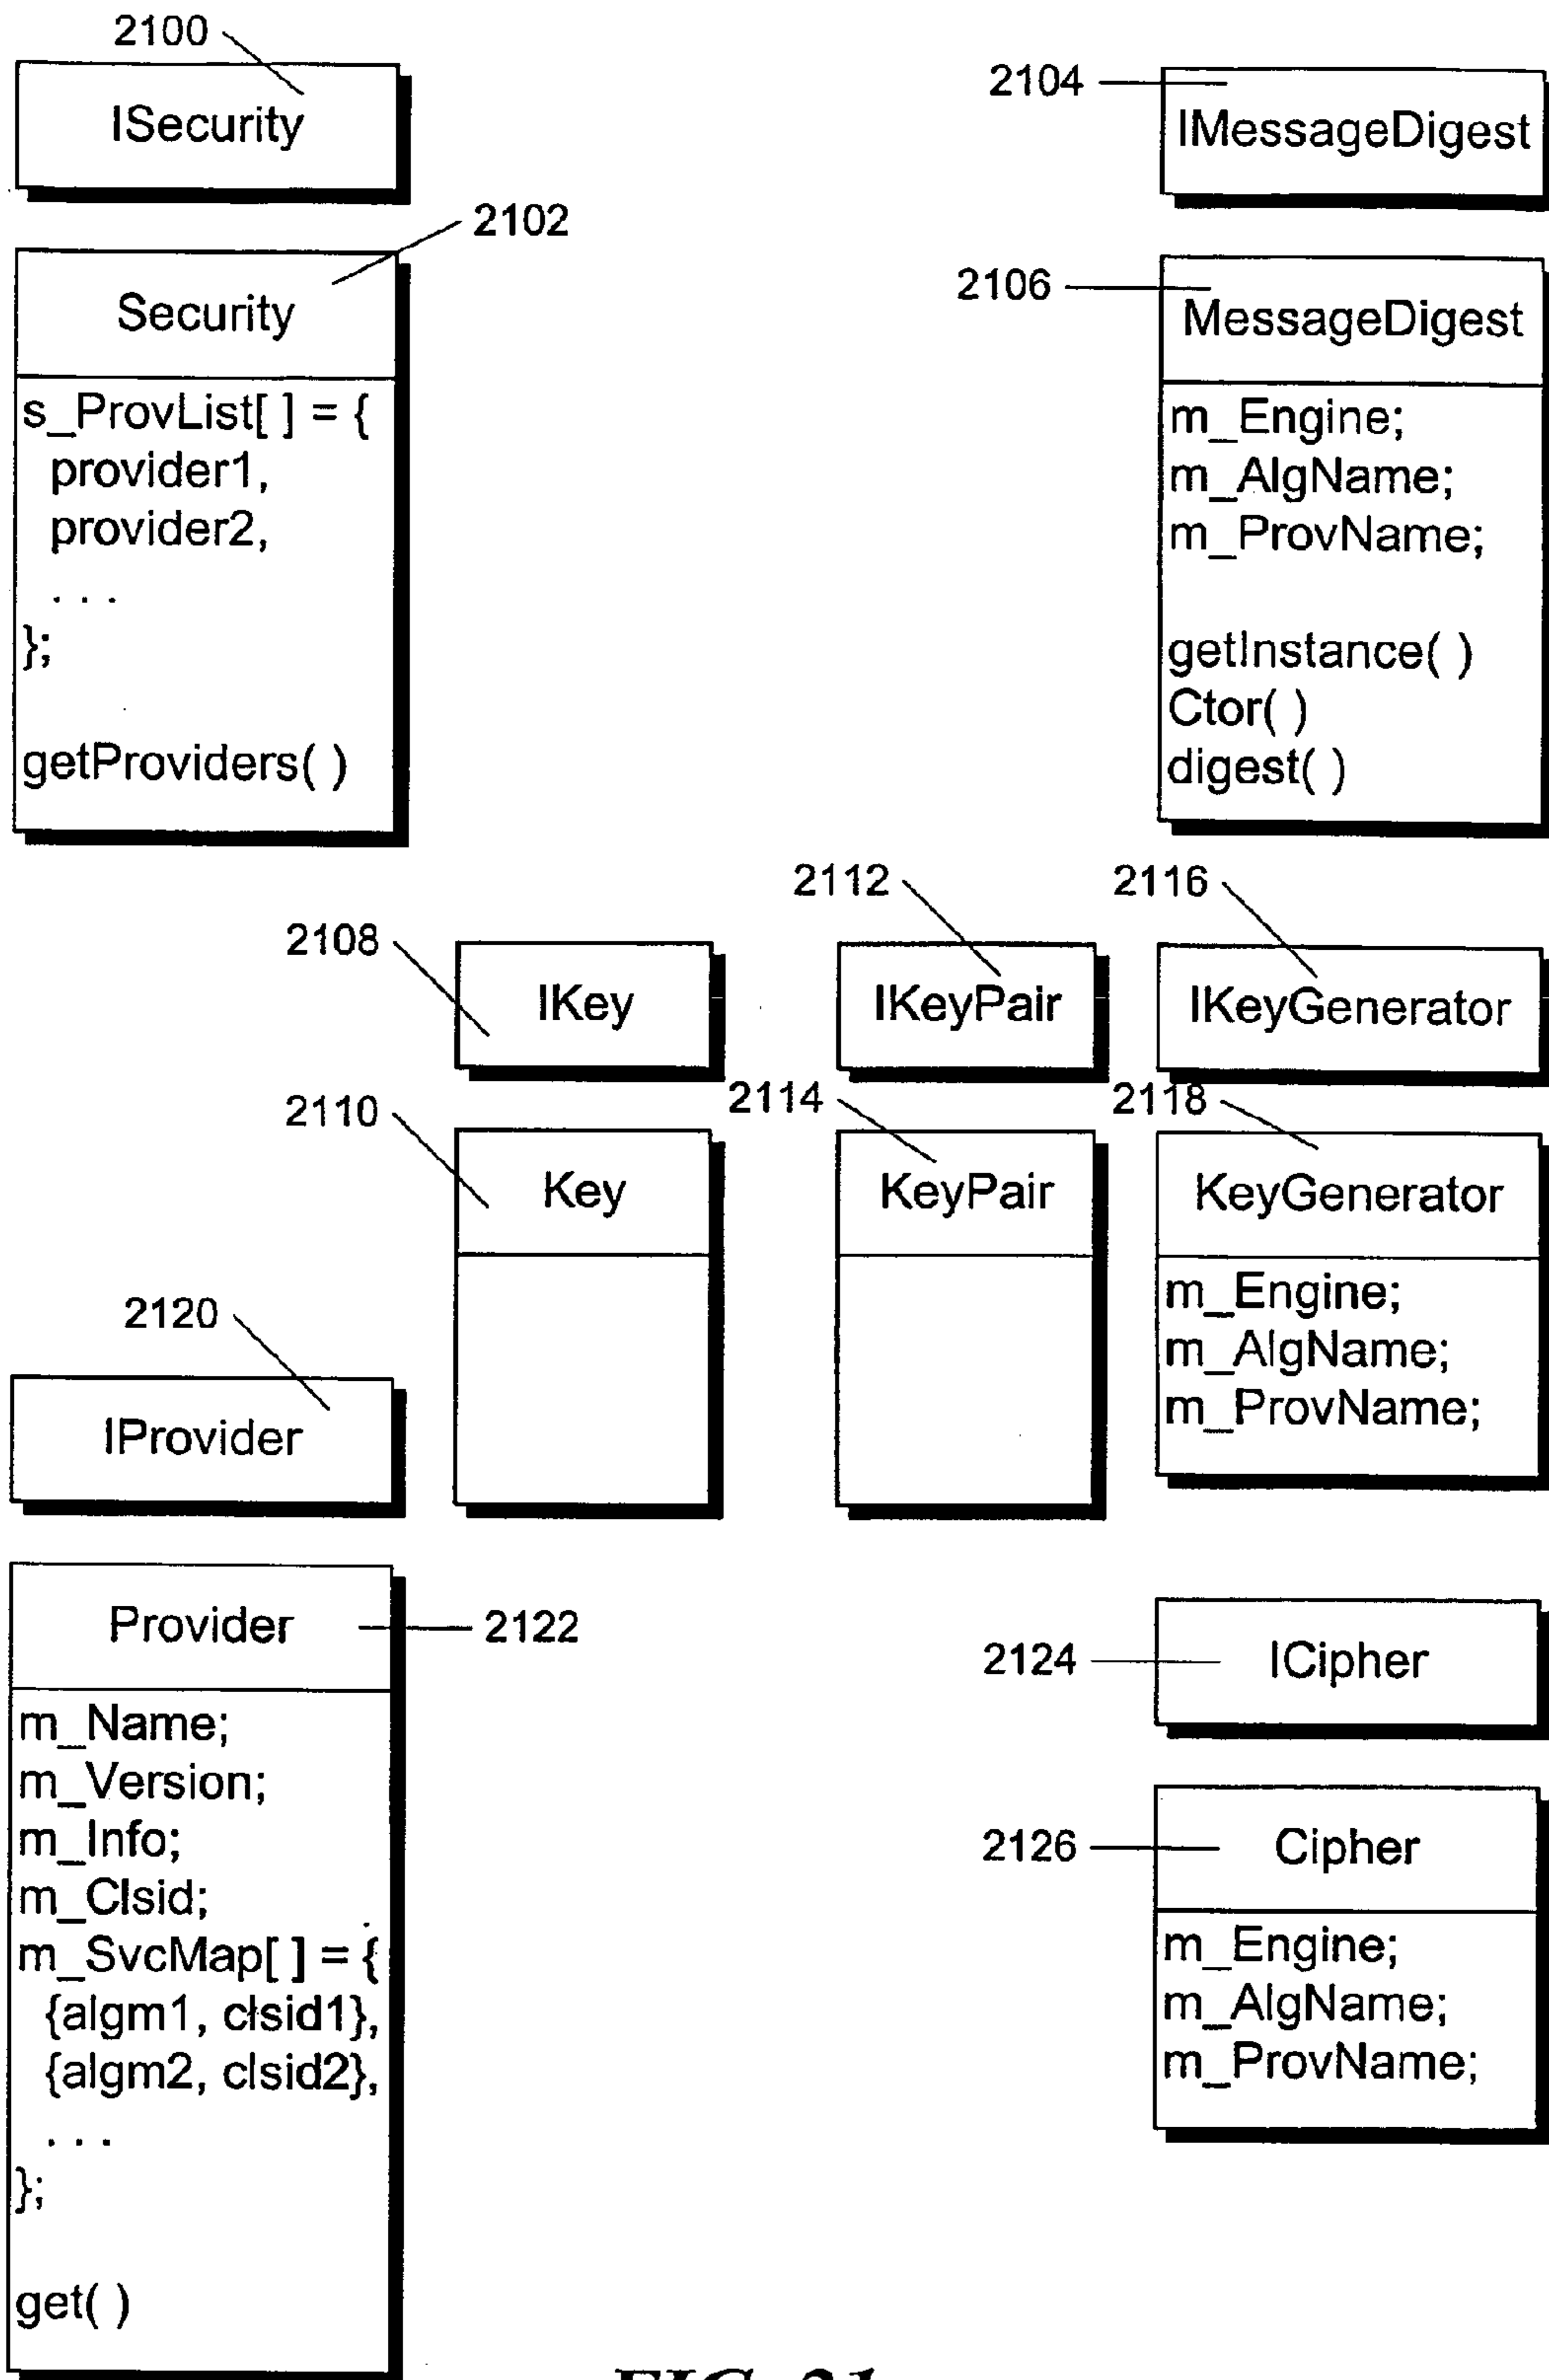 2100
ISecurity
2102
Security
s_ProvList[ ] = {
provider1,
provider2,
. . .
};
getProviders( )
2104
IMessageDigest
2106
MessageDigest
m_Engine;
m_AlgName;
m_ProvName;
getInstance( )
Ctor( )
digest( )
2108
IKey
2110
Key
2112
IKeyPair
2114
KeyPair
2116
IKeyGenerator
2118
KeyGenerator
m_Engine;
m_AlgName;
m_ProvName;
2120
IProvider
Provider
2122
m_Name;
m_Version;
m_Info;
m_Clsid;
m_SvcMap[ ] = {
{algm1, clsid1},
{algm2, clsid2},
. . .
};
get( )
2124
ICipher
2126
Cipher
m_Engine;
m_AlgName;
m_ProvName;
FIG. 21